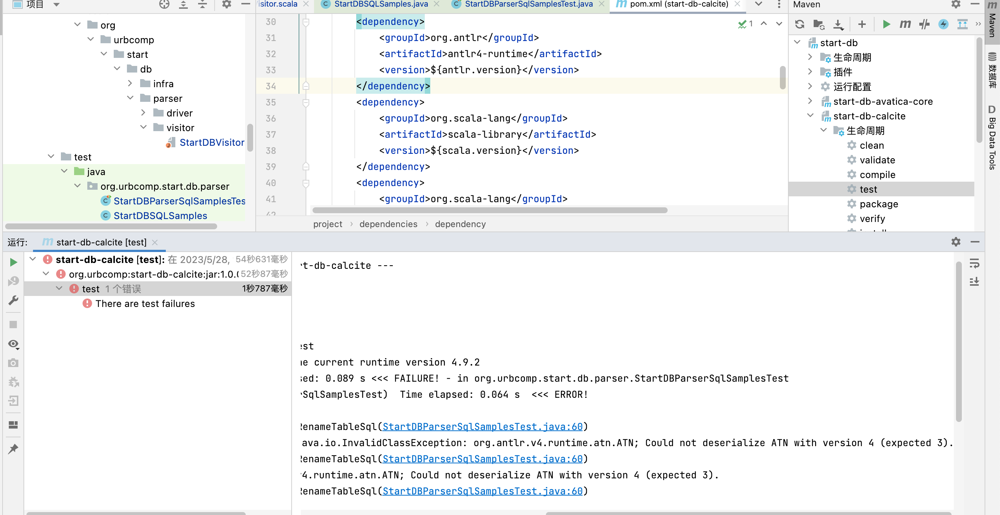 项目
isitor.scala
StartDBSQLSamples.java
StartDBParserSqlSamplesTest.java
pom.xml (start-db-calcite)
Maven
org
urbcomp
start
db
infra
parser
driver
visitor
StartDBVisitor
test
java
org.urbcomp.start.db.parser
StartDBParserSqlSamplesTes
StartDBSQLSamples
30 <dependency>
31 <groupId>org.antlr</groupId>
32 <artifactId>antlr4-runtime</artifactId>
33 <version>${antlr.version}</version>
34 </dependency>
35 <dependency>
36 <groupId>org.scala-lang</groupId>
37 <artifactId>scala-library</artifactId>
38 <version>${scala.version}</version>
39 </dependency>
40 <dependency>
41 <groupId>org.scala-lang</groupId>
42
1
project › dependencies › dependency
start-db
生命周期
插件
运行配置
start-db-avatica-core
start-db-calcite
生命周期
clean
validate
compile
test
package
verify
install
Maven
数据库
D Big Data Tools
运行:
start-db-calcite [test]
start-db-calcite [test]: 在 2023/5/28, 54秒631毫秒
org.urbcomp:start-db-calcite:jar:1.0.0 52秒87毫秒
test 1 个错误 1秒787毫秒
There are test failures
rt-db-calcite ---
est
he current runtime version 4.9.2
sed: 0.089 s <<< FAILURE! - in org.urbcomp.start.db.parser.StartDBParserSqlSamplesTest
rSqlSamplesTest)  Time elapsed: 0.064 s  <<< ERROR!
RenameTableSql(StartDBParserSqlSamplesTest.java:60)
ava.io.InvalidClassException: org.antlr.v4.runtime.atn.ATN; Could not deserialize ATN with version 4 (expected 3).
RenameTableSql(StartDBParserSqlSamplesTest.java:60)
v4.runtime.atn.ATN; Could not deserialize ATN with version 4 (expected 3).
RenameTableSql(StartDBParserSqlSamplesTest.java:60)